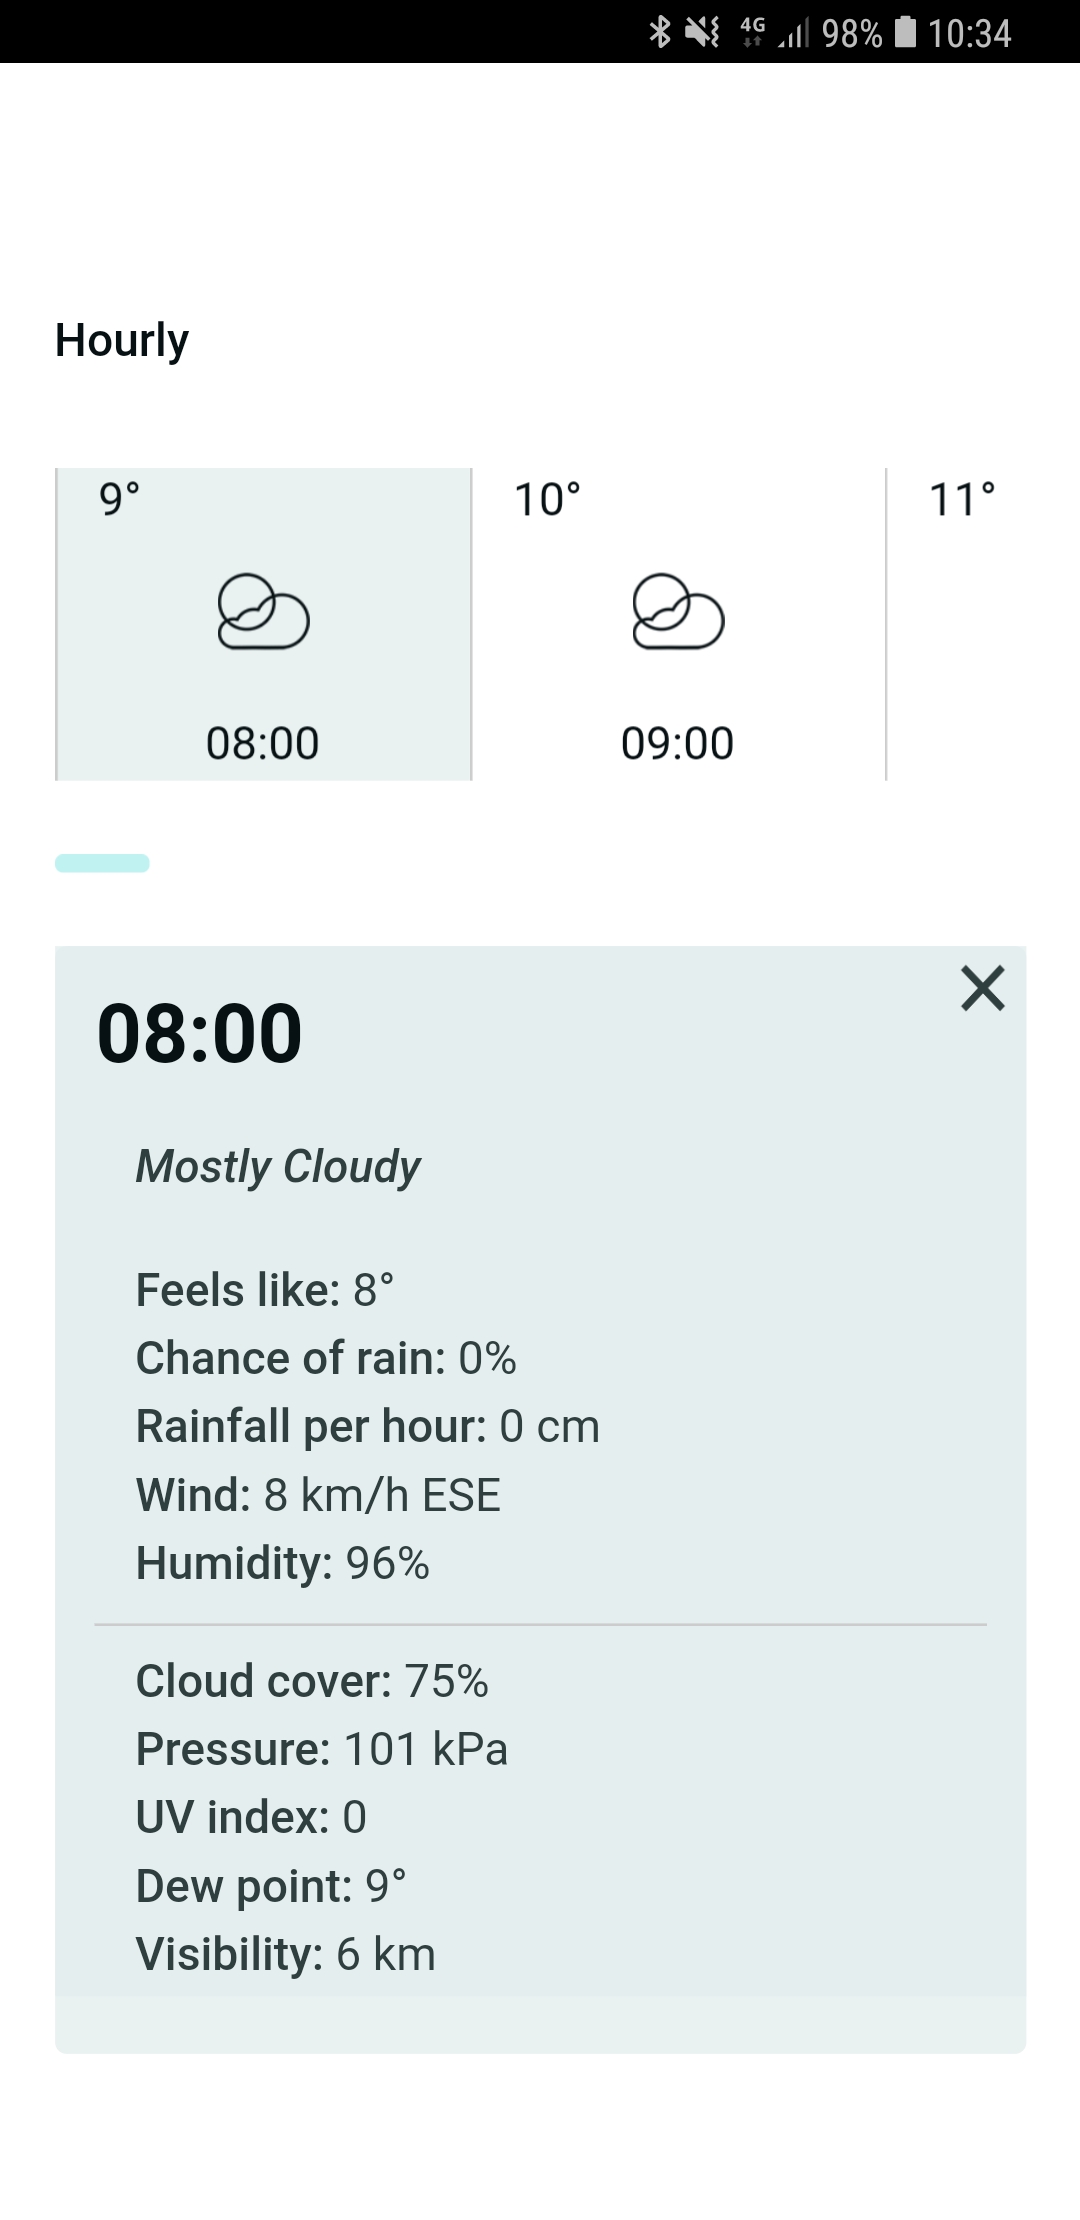 4G 98% 10:34
Hourly
9° 10° 11°
08:00 09:00
08:00
Mostly Cloudy
Feels like: 8°
Chance of rain: 0%
Rainfall per hour: 0 cm
Wind: 8 km/h ESE
Humidity: 96%
Cloud cover: 75%
Pressure: 101 kPa
UV index: 0
Dew point: 9°
Visibility: 6 km